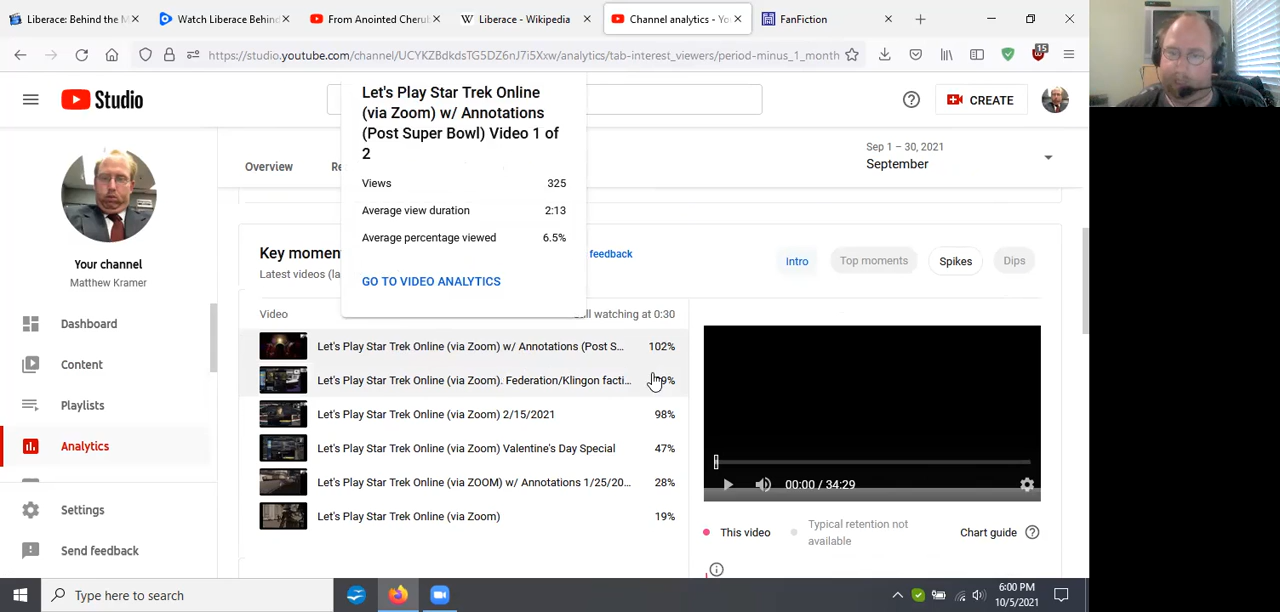 Liberace: Behind the M
Watch Liberace Behind
From Anointed Cherub
Liberace - Wikipedia
Channel analytics - Yo
FanFiction
https://studio.youtube.com/channel/UCYKZBdkdsTG5DZ6nJ7i5Xxw/analytics/tab-interest_viewers/period-minus_1_month
15
Studio
CREATE
Let's Play Star Trek Online
(via Zoom) w/ Annotations
(Post Super Bowl) Video 1 of
2
Views 325
Average view duration 2:13
Average percentage viewed 6.5%
GO TO VIDEO ANALYTICS
Overview
Re
Sep 1 – 30, 2021
September
Your channel
Matthew Kramer
Dashboard
Content
Playlists
Analytics
Settings
Send feedback
Key momen
feedback
Latest videos (la
Intro
Top moments
Spikes
Dips
Video
watching at 0:30
Let's Play Star Trek Online (via Zoom) w/ Annotations (Post S... 102%
Let's Play Star Trek Online (via Zoom). Federation/Klingon facti... 9%
Let's Play Star Trek Online (via Zoom) 2/15/2021 98%
Let's Play Star Trek Online (via Zoom) Valentine's Day Special 47%
Let's Play Star Trek Online (via ZOOM) w/ Annotations 1/25/20... 28%
Let's Play Star Trek Online (via Zoom) 19%
00:00 / 34:29
This video
Typical retention not
available
Chart guide
Type here to search
6:00 PM
10/5/2021